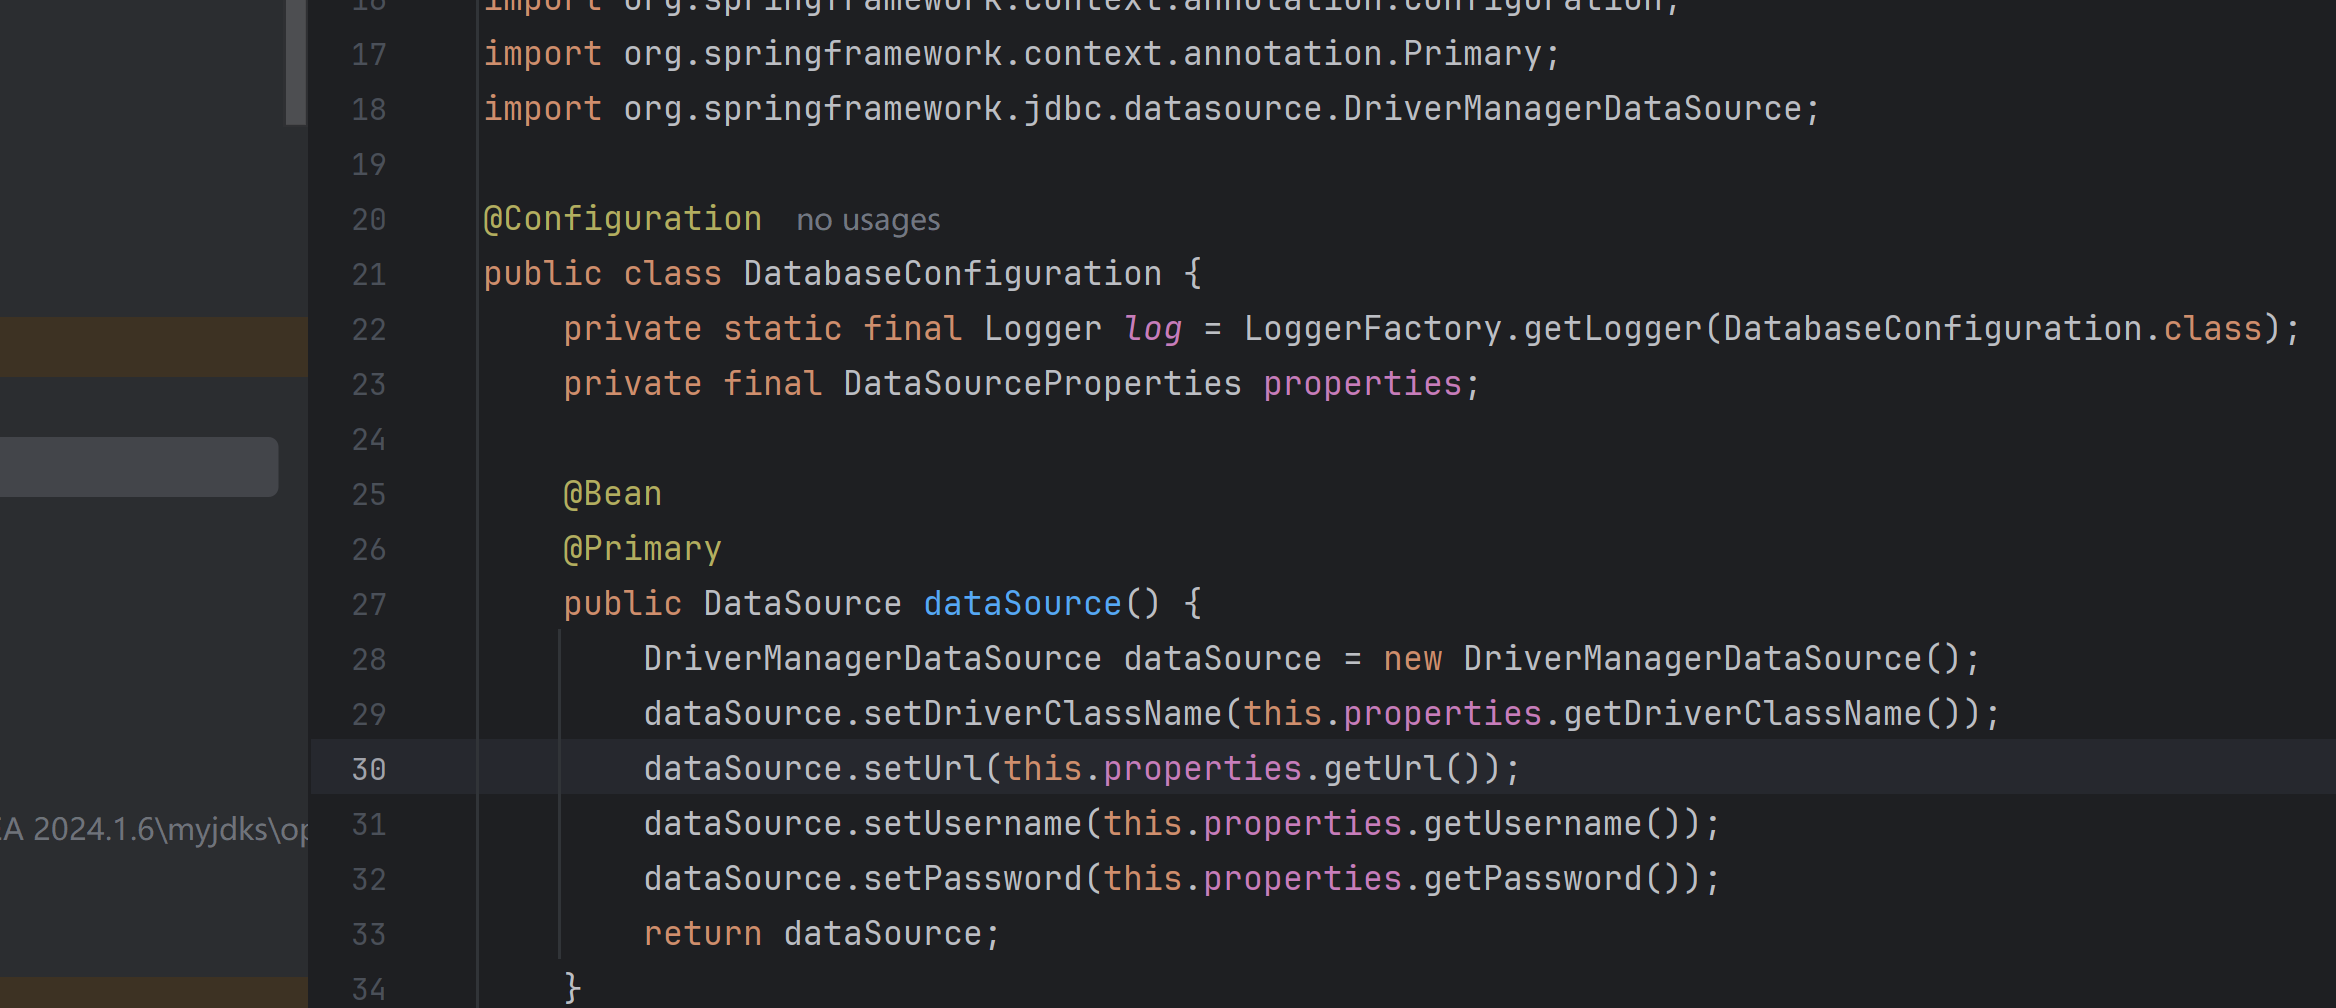 16 import org.springframework.context.annotation.Configuration;
17 import org.springframework.context.annotation.Primary;
18 import org.springframework.jdbc.datasource.DriverManagerDataSource;
19
20 @Configuration no usages
21 public class DatabaseConfiguration {
22 private static final Logger log = LoggerFactory.getLogger(DatabaseConfiguration.class);
23 private final DataSourceProperties properties;
24
25 @Bean
26 @Primary
27 public DataSource dataSource() {
28 DriverManagerDataSource dataSource = new DriverManagerDataSource();
29 dataSource.setDriverClassName(this.properties.getDriverClassName());
30 dataSource.setUrl(this.properties.getUrl());
A 2024.1.6\myjdks\op
31 dataSource.setUsername(this.properties.getUsername());
32 dataSource.setPassword(this.properties.getPassword());
33 return dataSource;
34 }